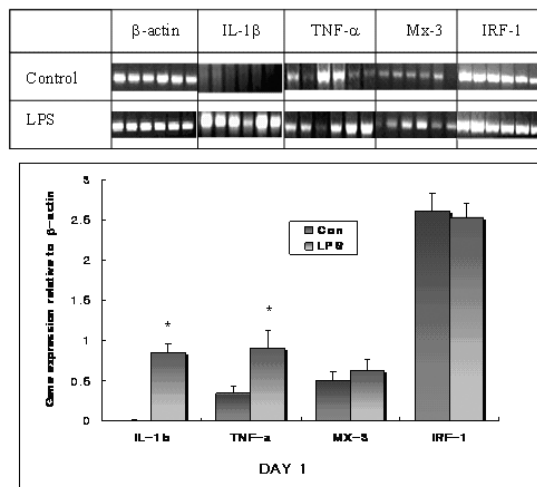 β-actin IL-1β TNF-α Mx-3 IRF-1
Control
LPS
Gene expression relative to β-actin
3
2.5
2
1.5
1
0.5
0
Con
LPS
* *
IL-1b TNF-a MX-3 IRF-1
DAY 1